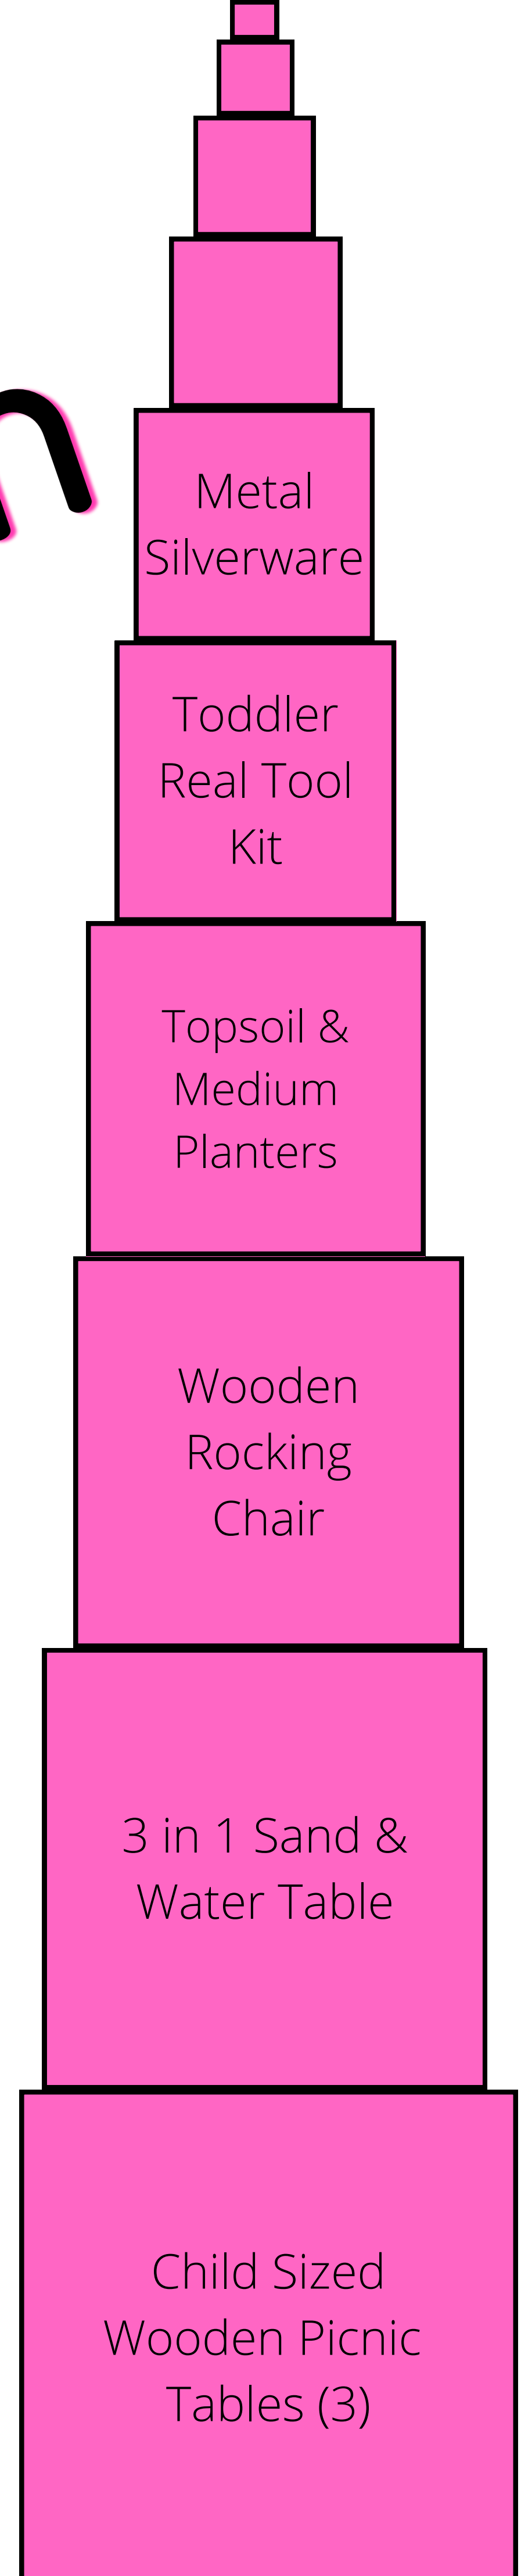 n
Metal
Silverware
Toddler
Real Tool
Kit
Topsoil &
Medium
Planters
Wooden
Rocking
Chair
3 in 1 Sand &
Water Table
Child Sized
Wooden Picnic
Tables (3)